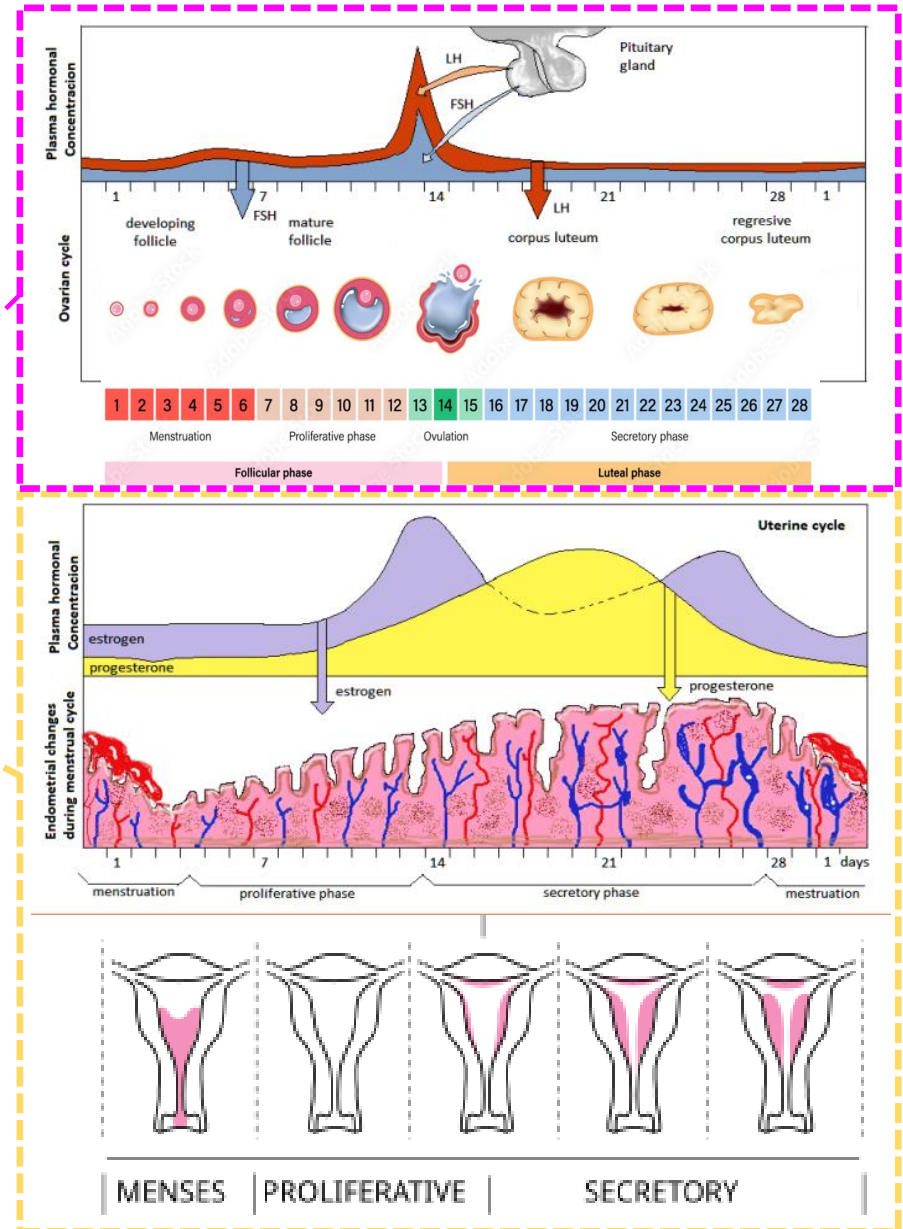 Plasma hormonal
Concentracion
LH
FSH
Pituitary
gland
1
7
14
21
28
1
FSH
LH
developing
follicle
mature
follicle
corpus luteum
regresive
corpus luteum
Ovarian cycle
1 2 3 4 5 6 7 8 9 10 11 12 13 14 15 16 17 18 19 20 21 22 23 24 25 26 27 28
Menstruation
Proliferative phase
Ovulation
Secretory phase
Follicular phase
Luteal phase
Uterine cycle
Plasma hormonal
Concentracion
estrogen
progesterone
estrogen
progesterone
Endometrial changes
during menstrual cycle
1 7 14 21 28 1 days
menstruation
proliferative phase
secretory phase
mestruation
MENSES
PROLIFERATIVE
SECRETORY